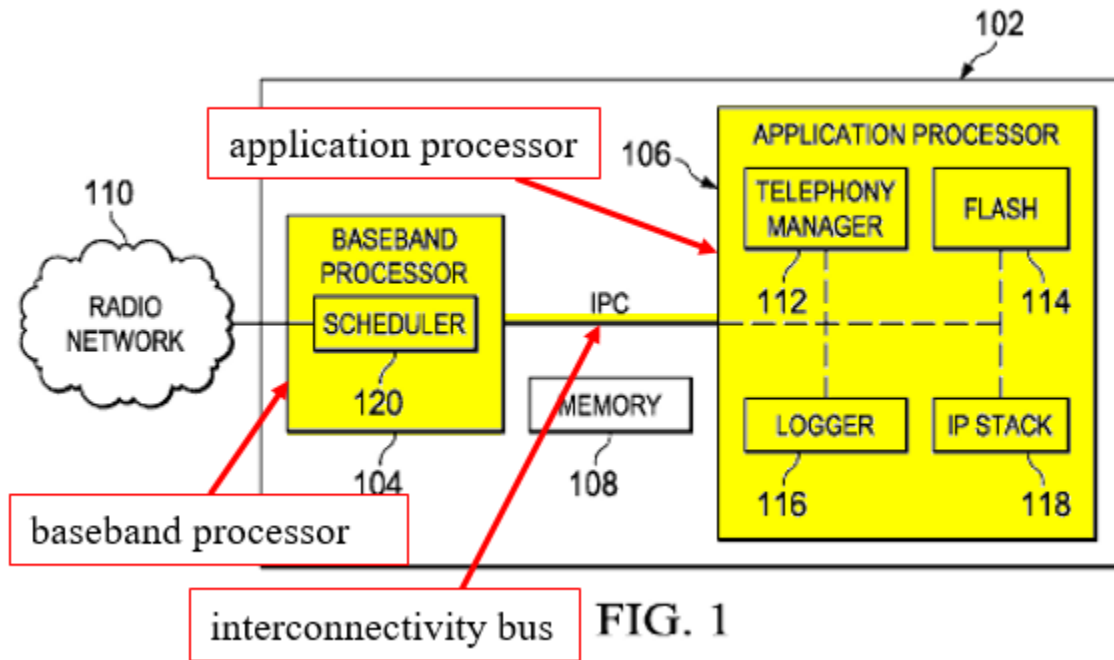 102
application processor
106
APPLICATION PROCESSOR
TELEPHONY
MANAGER
FLASH
112
114
110
RADIO
NETWORK
BASEBAND
PROCESSOR
SCHEDULER
120
104
IPC
MEMORY
108
LOGGER
IP STACK
116
118
baseband processor
interconnectivity bus
FIG. 1